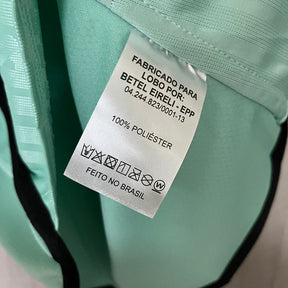 FABRICADO PARA
LOBO POR:
BETEL EIRELI - EPP
04.244.823/0001-13
100% POLIÉSTER
W
FEITO NO BRASIL